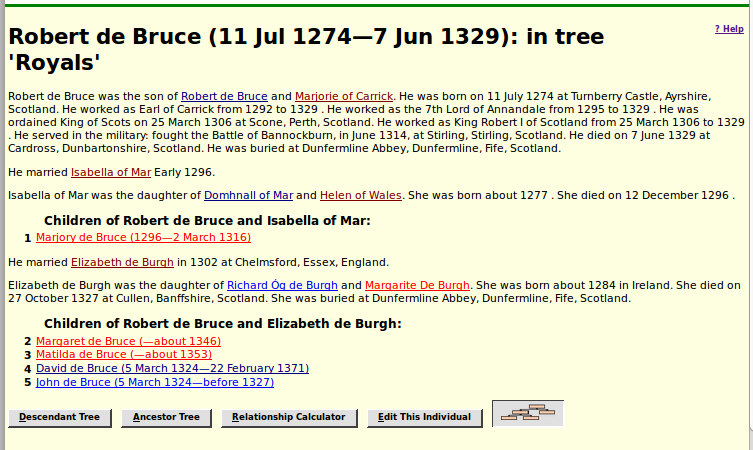 Robert de Bruce (11 Jul 1274—7 Jun 1329): in tree
? Help
'Royals'
Robert de Bruce was the son of Robert de Bruce and Marjorie of Carrick. He was born on 11 July 1274 at Turnberry Castle, Ayrshire,
Scotland. He worked as Earl of Carrick from 1292 to 1329 . He worked as the 7th Lord of Annandale from 1295 to 1329 . He was
ordained King of Scots on 25 March 1306 at Scone, Perth, Scotland. He worked as King Robert I of Scotland from 25 March 1306 to 1329
. He served in the military: fought the Battle of Bannockburn, in June 1314, at Stirling, Stirling, Scotland. He died on 7 June 1329 at
Cardross, Dunbartonshire, Scotland. He was buried at Dunfermline Abbey, Dunfermline, Fife, Scotland.
He married Isabella of Mar Early 1296.
Isabella of Mar was the daughter of Domhnall of Mar and Helen of Wales. She was born about 1277 . She died on 12 December 1296 .
Children of Robert de Bruce and Isabella of Mar:
1 Marjory de Bruce (1296—2 March 1316)
He married Elizabeth de Burgh in 1302 at Chelmsford, Essex, England.
Elizabeth de Burgh was the daughter of Richard Óg de Burgh and Margarite De Burgh. She was born about 1284 in Ireland. She died on
27 October 1327 at Cullen, Banffshire, Scotland. She was buried at Dunfermline Abbey, Dunfermline, Fife, Scotland.
Children of Robert de Bruce and Elizabeth de Burgh:
2 Margaret de Bruce (—about 1346)
3 Matilda de Bruce (—about 1353)
4 David de Bruce (5 March 1324—22 February 1371)
5 John de Bruce (5 March 1324—before 1327)
Descendant Tree Ancestor Tree Relationship Calculator Edit This Individual